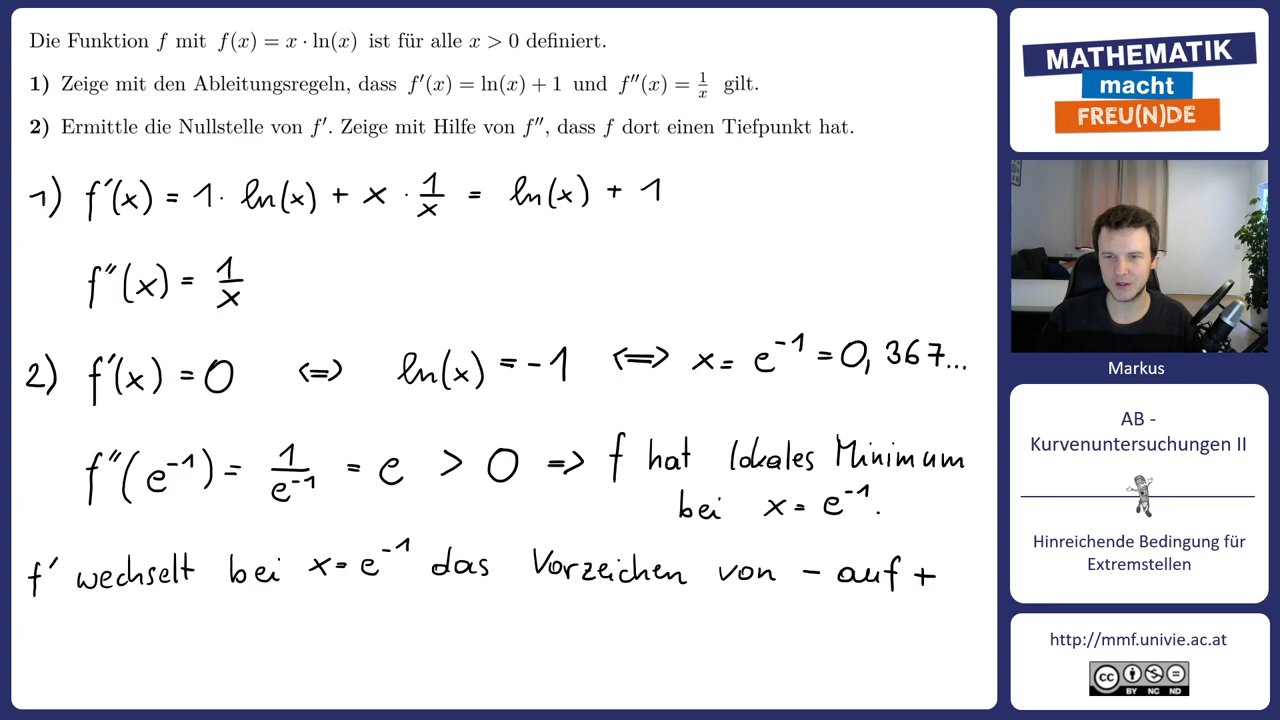 Die Funktion f mit f(x) = x · ln(x) ist für alle x > 0 definiert.
1) Zeige mit den Ableitungsregeln, dass f′(x) = ln(x) + 1 und f″(x) = 1/x gilt.
2) Ermittle die Nullstelle von f′. Zeige mit Hilfe von f″, dass f dort einen Tiefpunkt hat.
1) f′(x) = 1 · ln(x) + x · 1/x = ln(x) + 1
f″(x) = 1/x
2) f′(x) = 0 <=> ln(x) = -1 <=> x = e^-1 = 0,367...
f″(e^-1) = 1/e^-1 = e > 0 => f hat lokales Minimum
bei x = e^-1.
f′ wechselt bei x = e^-1 das Vorzeichen von - auf +
MATHEMATIK
macht
FREU(N)DE
Markus
AB -
Kurvenuntersuchungen II
Hinreichende Bedingung für
Extremstellen
http://mmf.univie.ac.at
cc BY NC ND